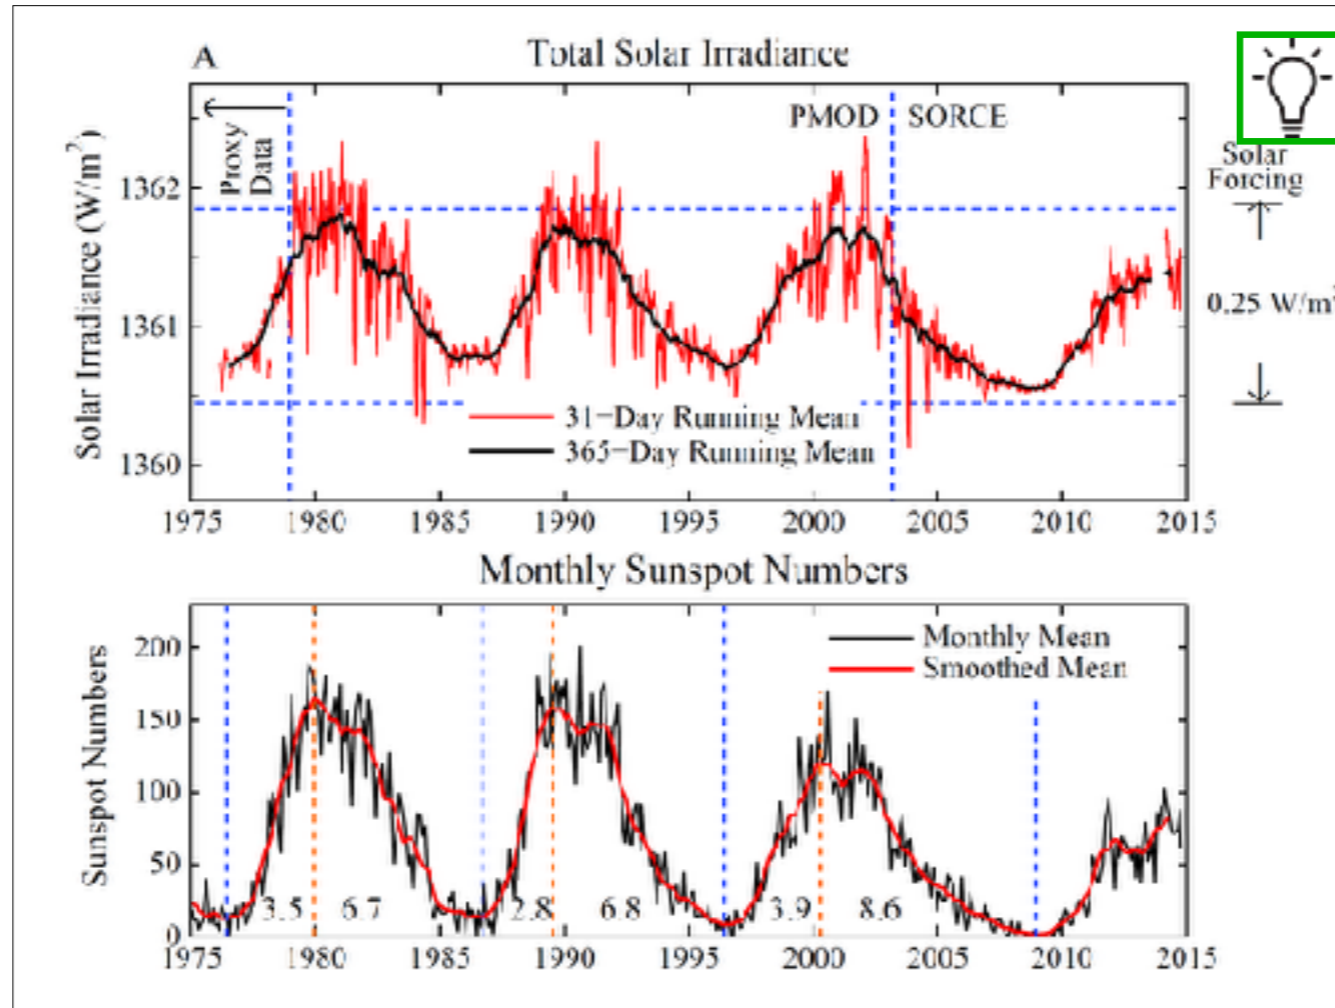 A
Total Solar Irradiance
Proxy
Data
PMOD
SORCE
Solar
Forcing
0.25 W/m²
Solar Irradiance (W/m²)
1362
1361
1360
31-Day Running Mean
365-Day Running Mean
1975 1980 1985 1990 1995 2000 2005 2010 2015
Monthly Sunspot Numbers
Sunspot Numbers
200
150
100
50
0
Monthly Mean
Smoothed Mean
3.5 6.7 2.8 6.8 3.9 8.6
1975 1980 1985 1990 1995 2000 2005 2010 2015